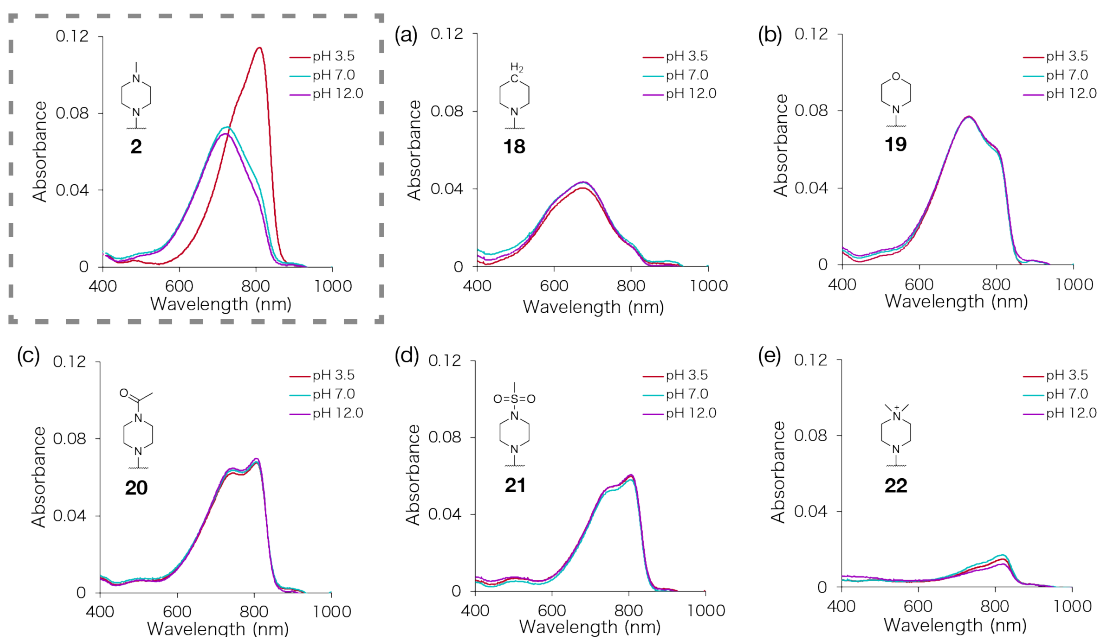 0.12
0.08
0.04
0
400
600
800
1000
Absorbance
Wavelength (nm)
pH 3.5
pH 7.0
pH 12.0
N
N
2
(a)
0.12
0.08
0.04
0
400
600
800
1000
Absorbance
Wavelength (nm)
pH 3.5
pH 7.0
pH 12.0
H2
C
N
18
(b)
0.12
0.08
0.04
0
400
600
800
1000
Absorbance
Wavelength (nm)
pH 3.5
pH 7.0
pH 12.0
O
N
19
(c)
0.12
0.08
0.04
0
400
600
800
1000
Absorbance
Wavelength (nm)
pH 3.5
pH 7.0
pH 12.0
O
N
N
20
(d)
0.12
0.08
0.04
0
400
600
800
1000
Absorbance
Wavelength (nm)
pH 3.5
pH 7.0
pH 12.0
O=S=O
N
N
21
(e)
0.12
0.08
0.04
0
400
600
800
1000
Absorbance
Wavelength (nm)
pH 3.5
pH 7.0
pH 12.0
N+
N
22